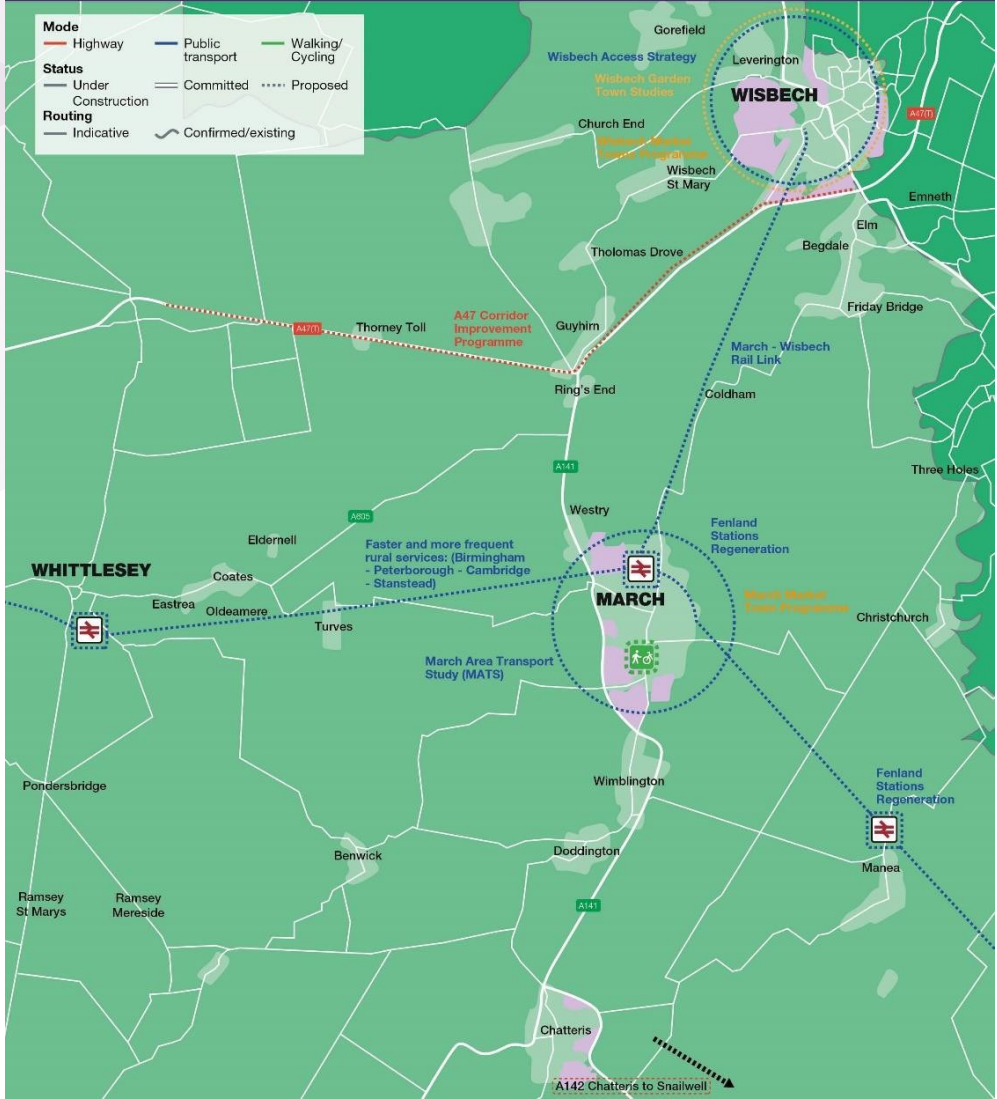 Mode
Highway
Public
transport
Walking/
Cycling
Status
Under
Construction
Committed
Proposed
Routing
Indicative
Confirmed/existing
Gorefield
Wisbech Access Strategy
Leverington
Wisbech Garden
Town Studies
WISBECH
A47(T)
Church End
Wisbech Market
Towns Programme
Wisbech
St Mary
Emneth
Elm
Begdale
Tholomas Drove
Friday Bridge
A47(T)
Thorney Toll
A47 Corridor
Improvement
Programme
Guyhirn
March - Wisbech
Rail Link
Ring's End
Coldham
A141
Three Holes
Westry
A605
Eldernell
Faster and more frequent
rural services: (Birmingham
- Peterborough - Cambridge
- Stanstead)
Fenland
Stations
Regeneration
WHITTLESEY
Coates
Eastrea
Oldeamere
Turves
MARCH
March Market
Town Programme
Christchurch
March Area Transport
Study (MATS)
Pondersbridge
Wimblington
Fenland
Stations
Regeneration
Benwick
Doddington
Manea
Ramsey
St Marys
Ramsey
Mereside
A141
Chatteris
A142 Chatteris to Snailwell